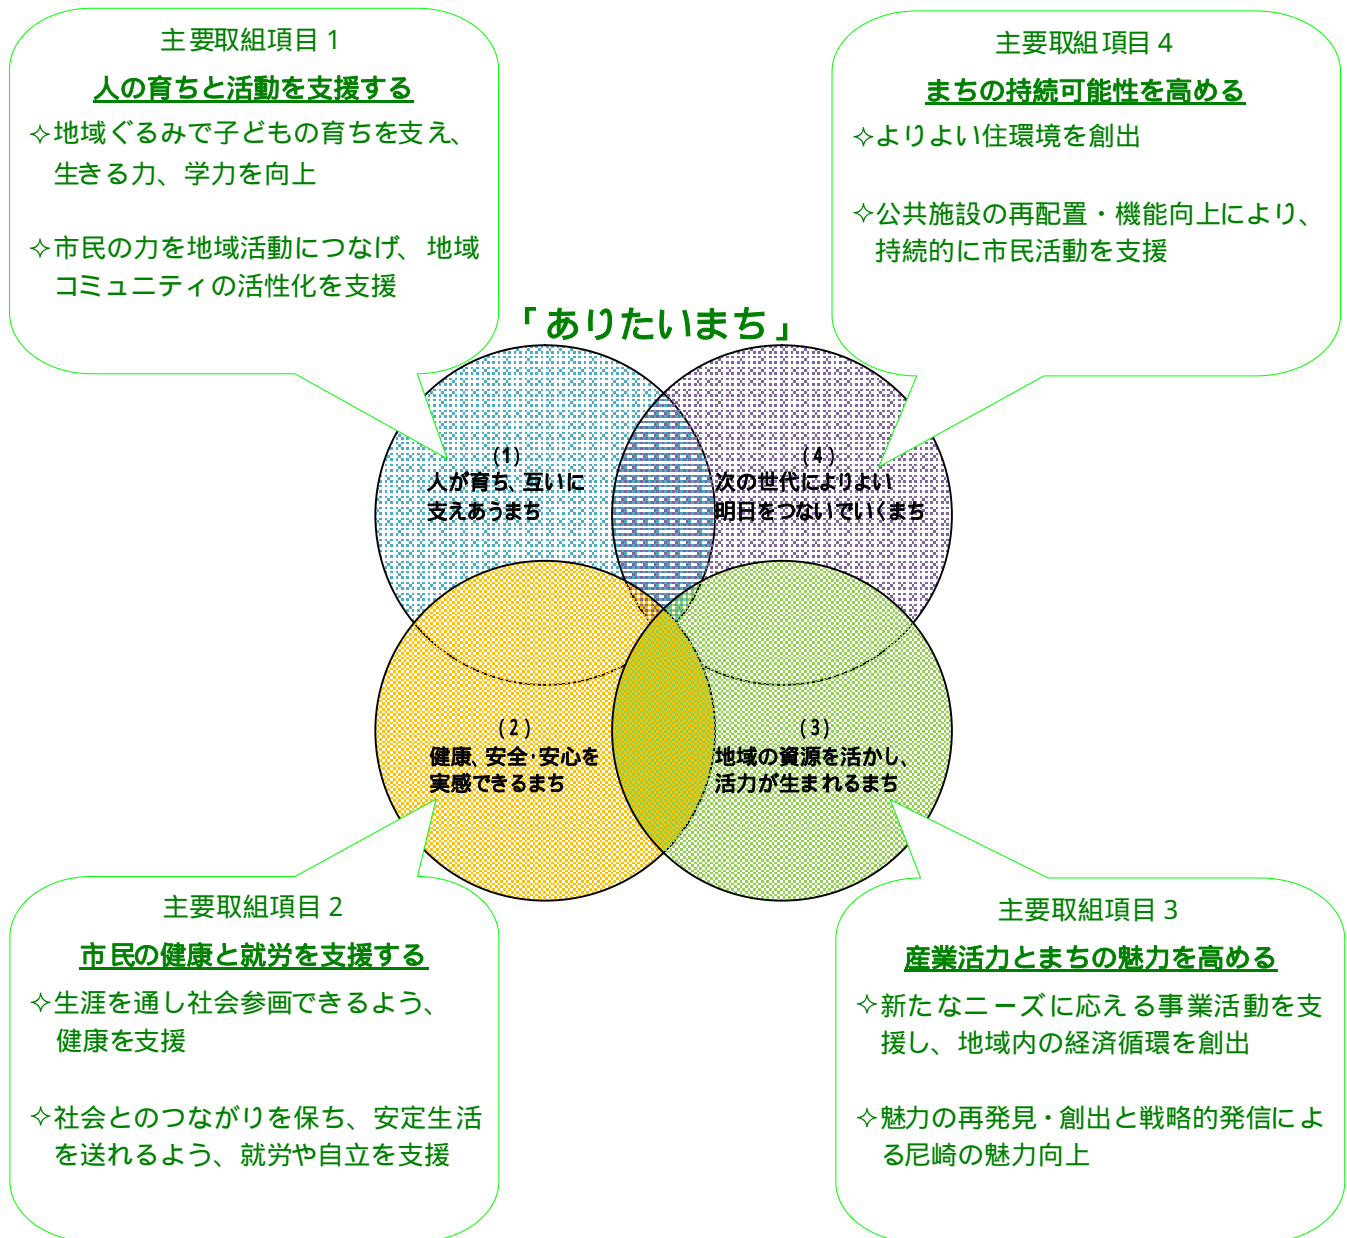 主要取組項目1
人の育ちと活動を支援する
✧地域ぐるみで子どもの育ちを支え、
生きる力、学力を向上
✧市民の力を地域活動につなげ、地域
コミュニティの活性化を支援
主要取組項目4
まちの持続可能性を高める
✧よりよい住環境を創出
✧公共施設の再配置・機能向上により、
持続的に市民活動を支援
「ありたいまち」
(1)
人が育ち、互いに
支えあうまち
(4)
次の世代によりよい
明日をつないでいくまち
(2)
健康、安全・安心を
実感できるまち
(3)
地域の資源を活かし、
活力が生まれるまち
主要取組項目2
市民の健康と就労を支援する
✧生涯を通し社会参画できるよう、
健康を支援
✧社会とのつながりを保ち、安定生活
を送れるよう、就労や自立を支援
主要取組項目3
産業活力とまちの魅力を高める
✧新たなニーズに応える事業活動を支
援し、地域内の経済循環を創出
✧魅力の再発見・創出と戦略的発信によ
る尼崎の魅力向上